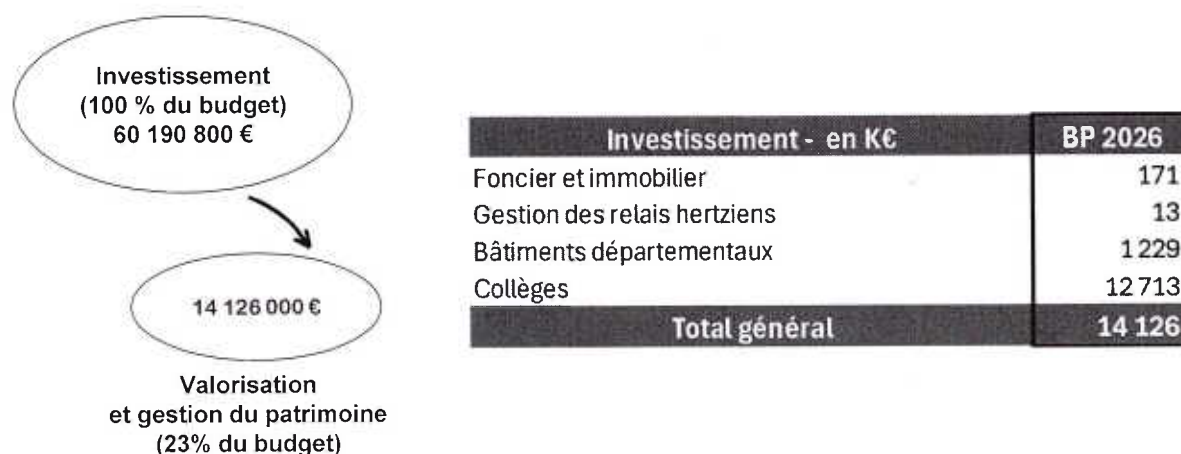 Investissement
(100 % du budget)
60 190 800 €
14 126 000 €
Valorisation
et gestion du patrimoine
(23% du budget)
Investissement - en K€ BP 2026
Foncier et immobilier 171
Gestion des relais hertziens 13
Bâtiments départementaux 1 229
Collèges 12 713
Total général 14 126